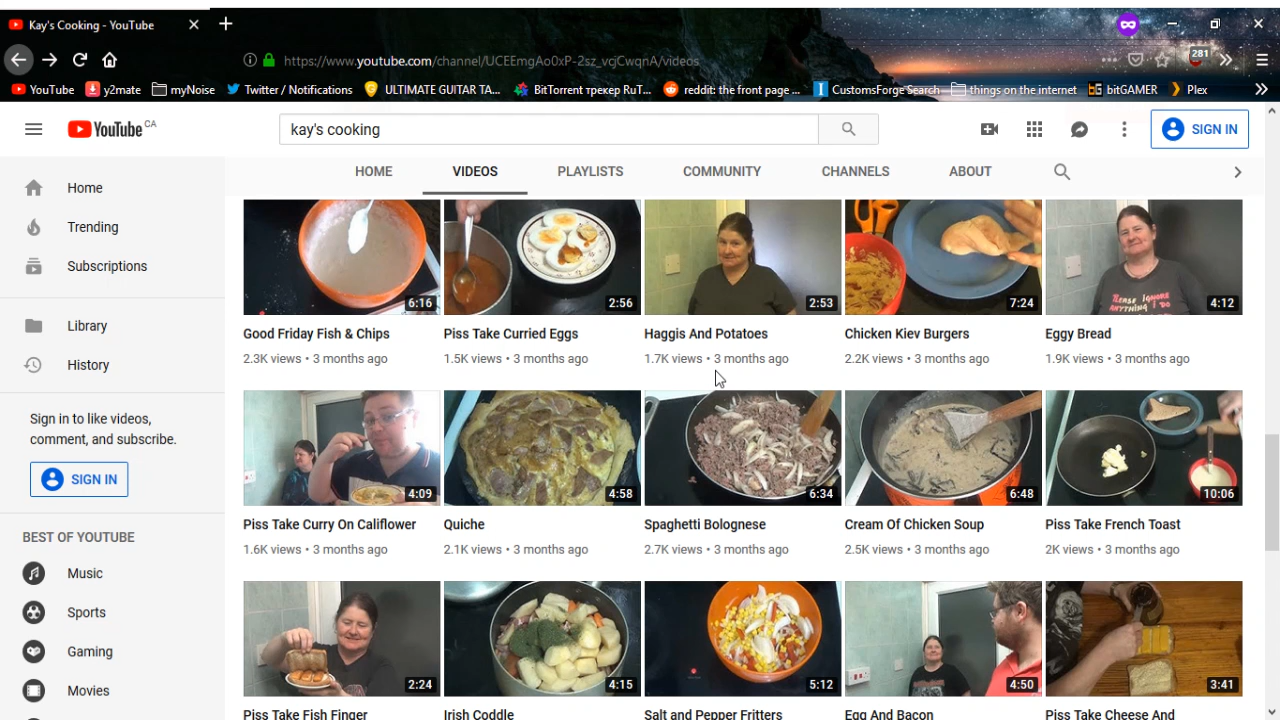 Kay's Cooking - YouTube
https://www.youtube.com/channel/UCEEmgAo0xP-2sz_vcjCwqnA/videos
281
YouTube y2mate myNoise Twitter / Notifications ULTIMATE GUITAR TA... BitTorrent трекер RuT... reddit: the front page ... CustomsForge Search things on the internet bitGAMER Plex
YouTube CA
kay's cooking
SIGN IN
HOME VIDEOS PLAYLISTS COMMUNITY CHANNELS ABOUT
Home
Trending
Subscriptions
Library
History
Sign in to like videos,
comment, and subscribe.
SIGN IN
BEST OF YOUTUBE
Music
Sports
Gaming
Movies
6:16 2:56 2:53 7:24 4:12
PLEASE IGNORE
ANYTHING I DO
Good Friday Fish & Chips Piss Take Curried Eggs Haggis And Potatoes Chicken Kiev Burgers Eggy Bread
2.3K views • 3 months ago 1.5K views • 3 months ago 1.7K views • 3 months ago 2.2K views • 3 months ago 1.9K views • 3 months ago
4:09 4:58 6:34 6:48 10:06
Piss Take Curry On Califlower Quiche Spaghetti Bolognese Cream Of Chicken Soup Piss Take French Toast
1.6K views • 3 months ago 2.1K views • 3 months ago 2.7K views • 3 months ago 2.5K views • 3 months ago 2K views • 3 months ago
2:24 4:15 5:12 4:50 3:41
Piss Take Fish Finger Irish Coddle Salt and Pepper Fritters Egg And Bacon Piss Take Cheese And